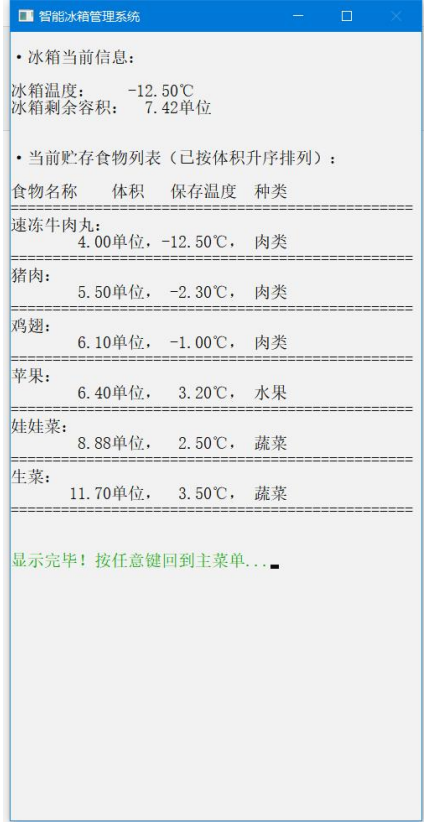 智能冰箱管理系统
·冰箱当前信息:
冰箱温度: -12.50℃
冰箱剩余容积: 7.42单位
·当前贮存食物列表（已按体积升序排列）:
食物名称 体积 保存温度 种类
================================================
速冻牛肉丸:
4.00单位, -12.50℃, 肉类
================================================
猪肉:
5.50单位, -2.30℃, 肉类
================================================
鸡翅:
6.10单位, -1.00℃, 肉类
================================================
苹果:
6.40单位, 3.20℃, 水果
================================================
娃娃菜:
8.88单位, 2.50℃, 蔬菜
================================================
生菜:
11.70单位, 3.50℃, 蔬菜
================================================
显示完毕! 按任意键回到主菜单...